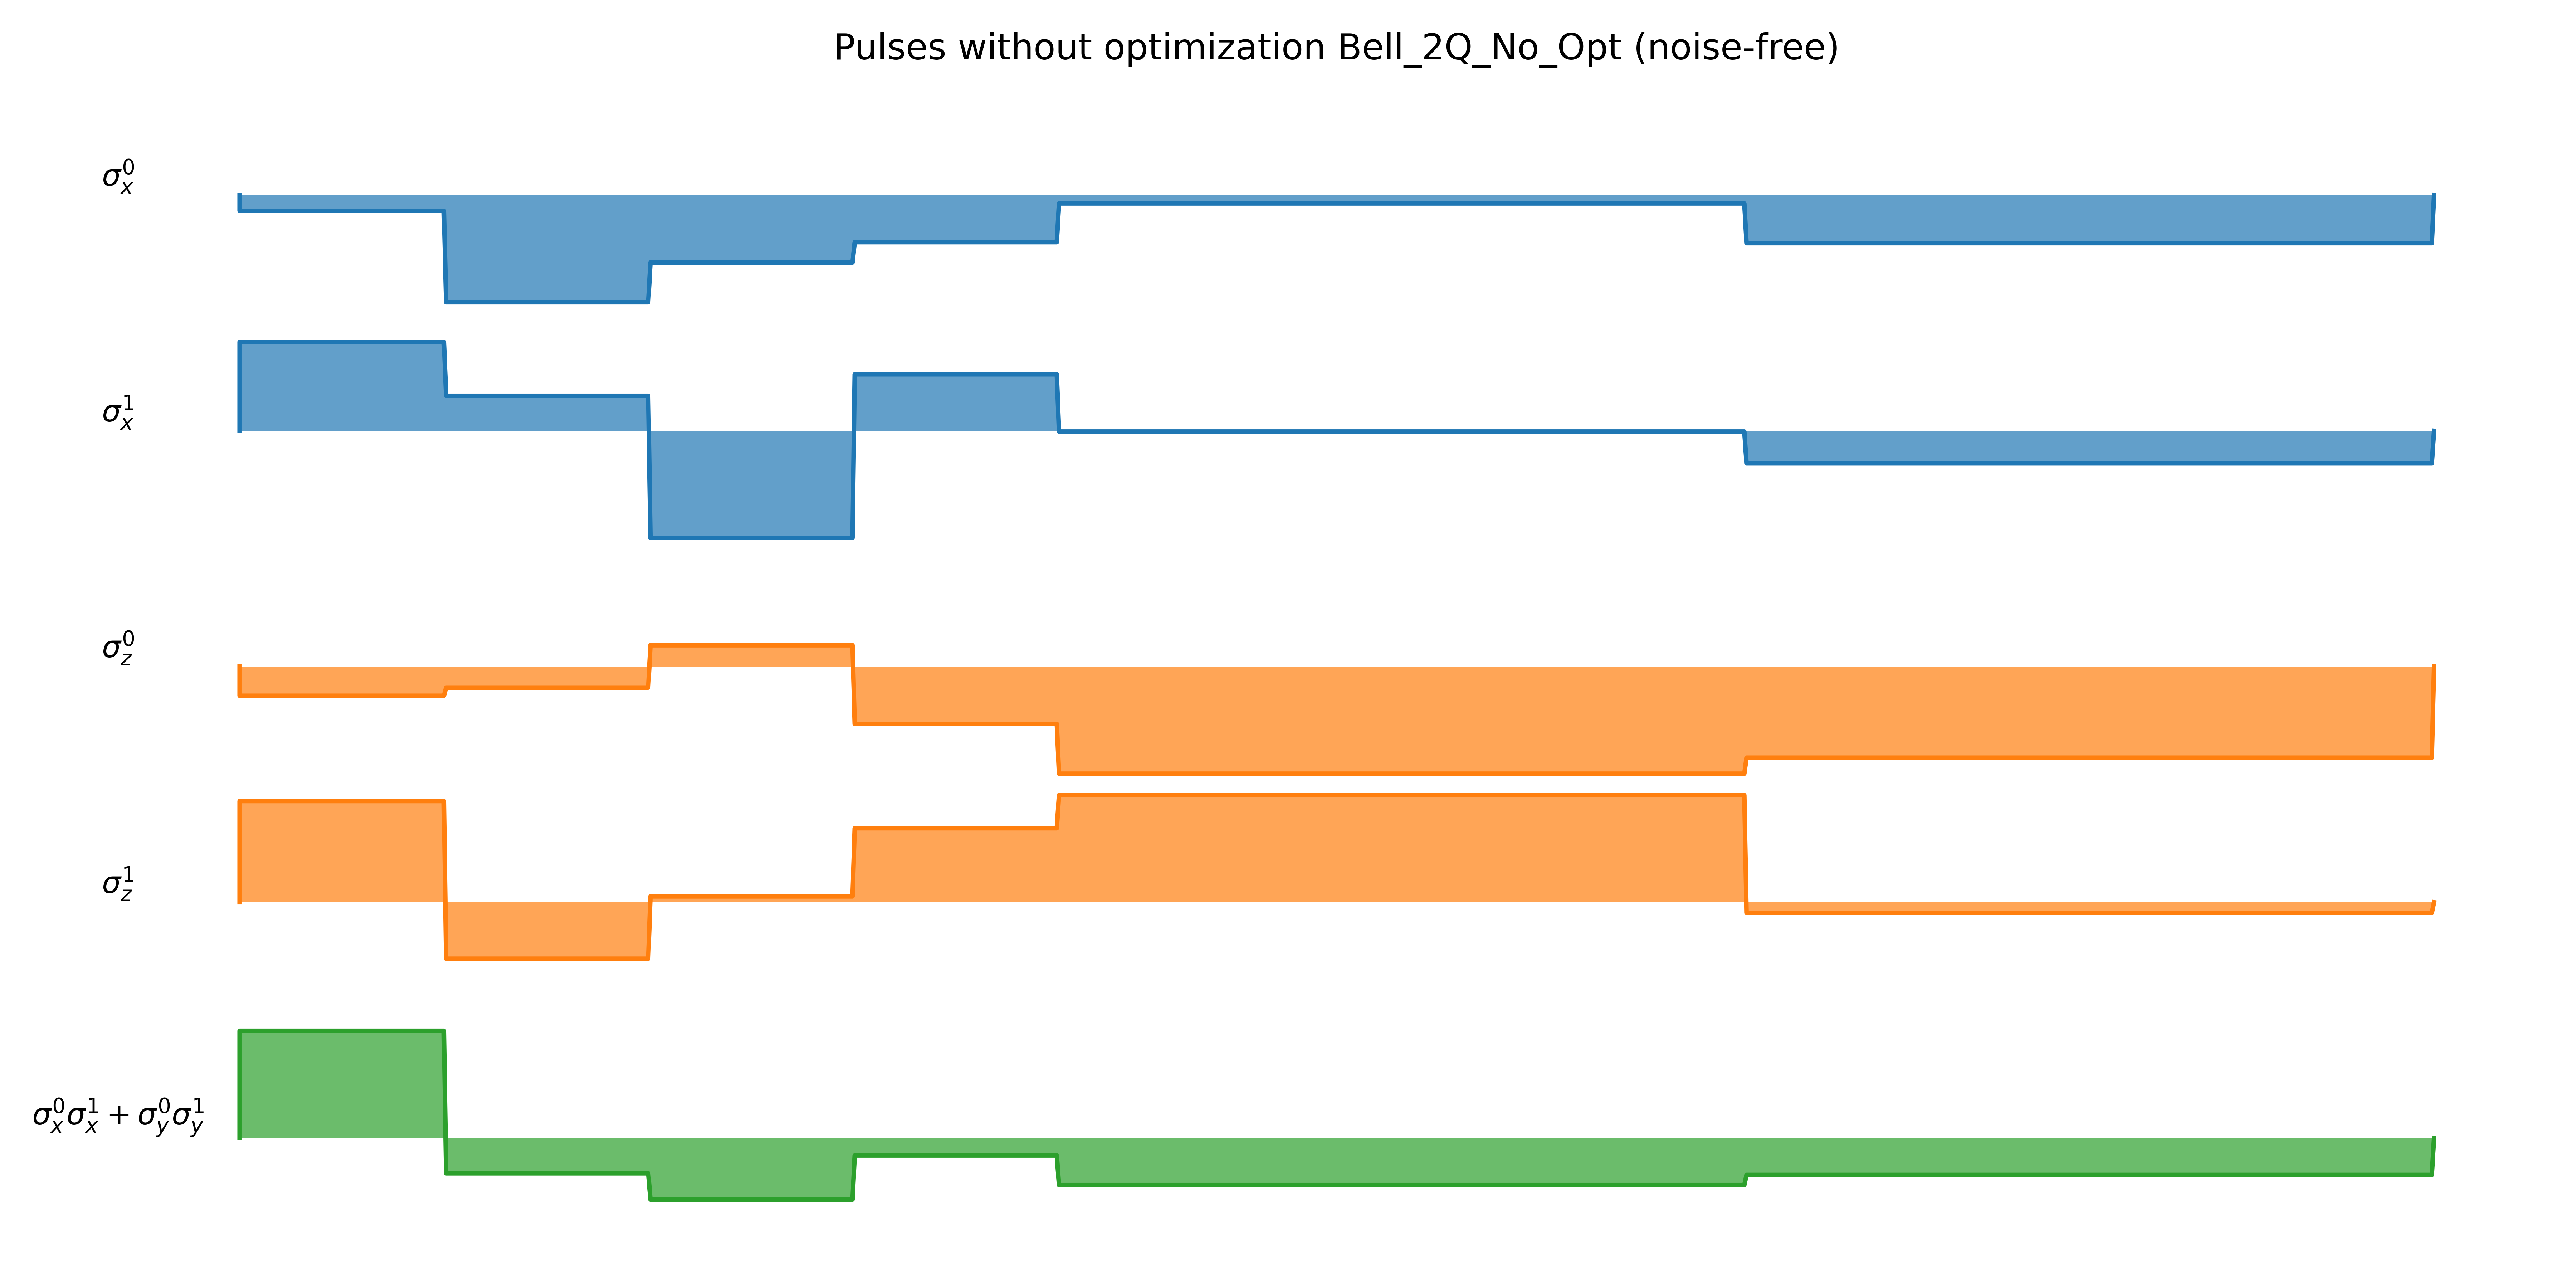 Pulses without optimization Bell_2Q_No_Opt (noise-free)
σ_x^0
σ_x^1
σ_z^0
σ_z^1
σ_x^0σ_x^1 + σ_y^0σ_y^1